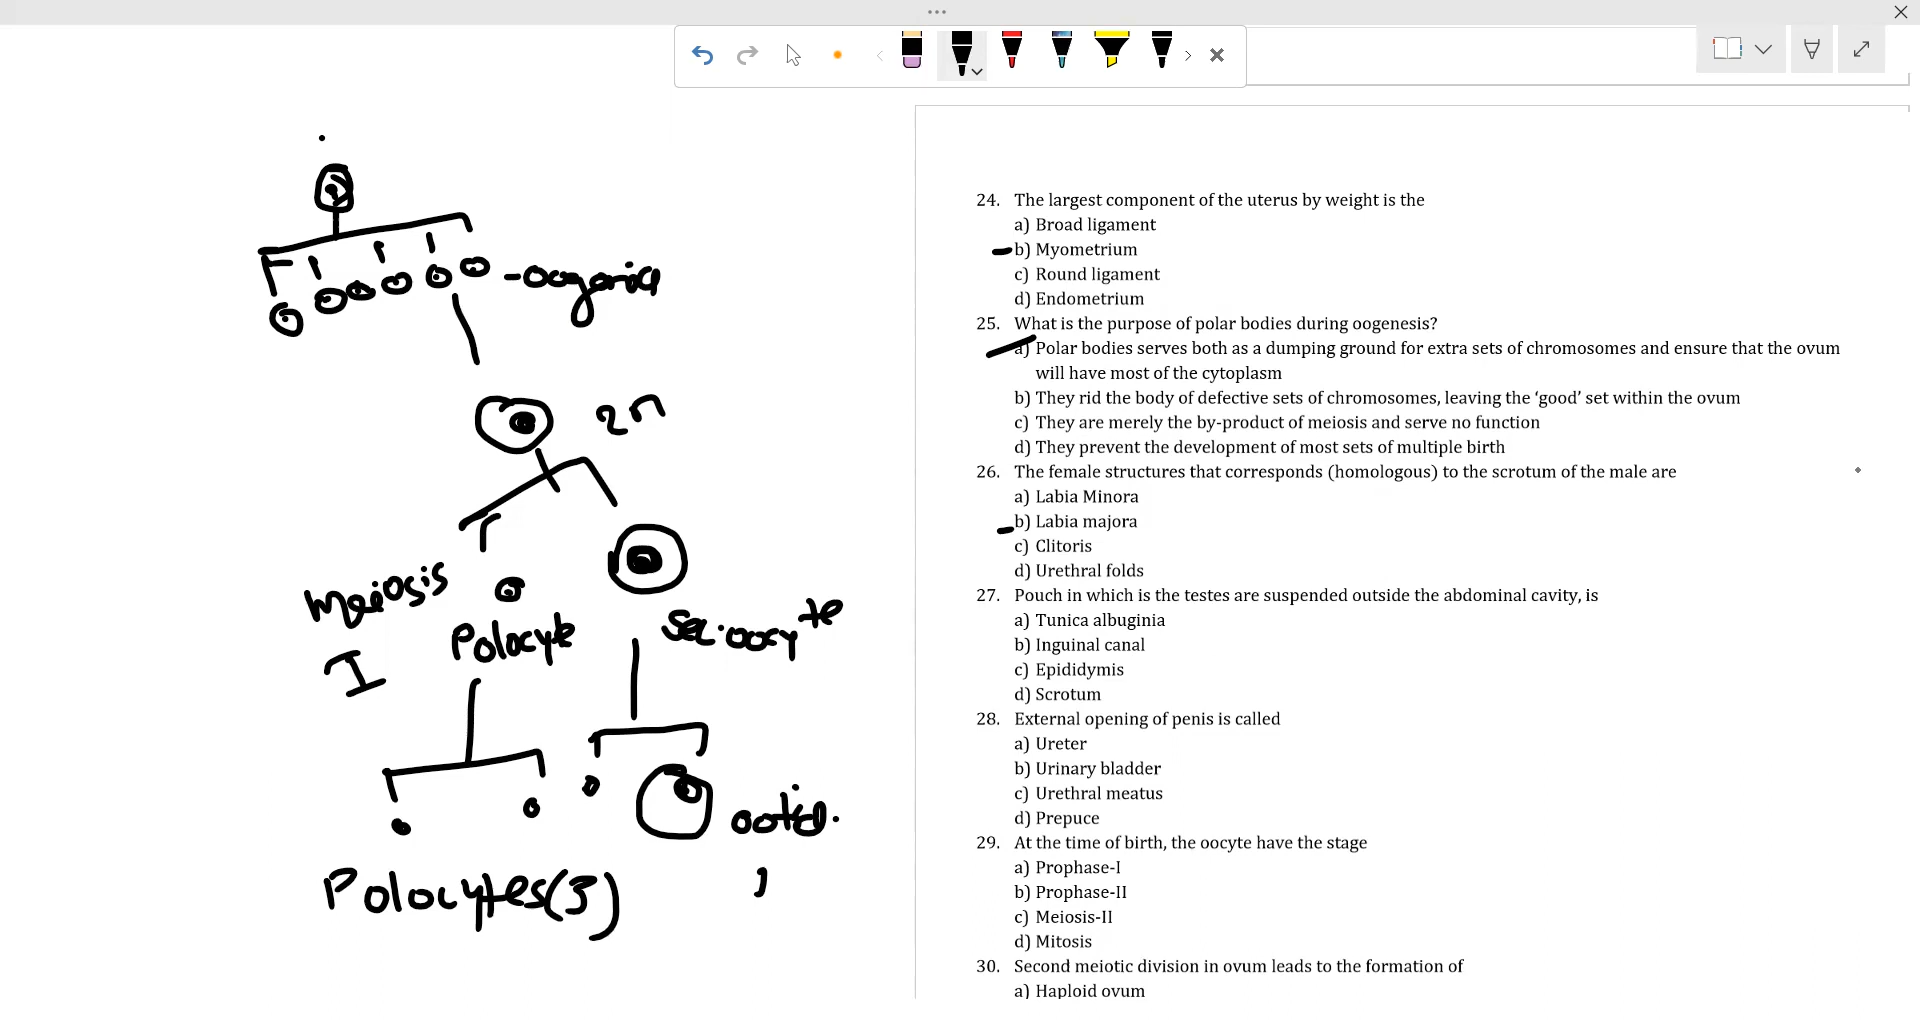 -oogonia
2n
Meiosis
I
Polocyte
Sec.oocyte
ootid.
Polocytes(3)
24. The largest component of the uterus by weight is the
a) Broad ligament
b) Myometrium
c) Round ligament
d) Endometrium
25. What is the purpose of polar bodies during oogenesis?
a) Polar bodies serves both as a dumping ground for extra sets of chromosomes and ensure that the ovum
will have most of the cytoplasm
b) They rid the body of defective sets of chromosomes, leaving the ‘good’ set within the ovum
c) They are merely the by-product of meiosis and serve no function
d) They prevent the development of most sets of multiple birth
26. The female structures that corresponds (homologous) to the scrotum of the male are
a) Labia Minora
b) Labia majora
c) Clitoris
d) Urethral folds
27. Pouch in which is the testes are suspended outside the abdominal cavity, is
a) Tunica albuginia
b) Inguinal canal
c) Epididymis
d) Scrotum
28. External opening of penis is called
a) Ureter
b) Urinary bladder
c) Urethral meatus
d) Prepuce
29. At the time of birth, the oocyte have the stage
a) Prophase-I
b) Prophase-II
c) Meiosis-II
d) Mitosis
30. Second meiotic division in ovum leads to the formation of
a) Haploid ovum